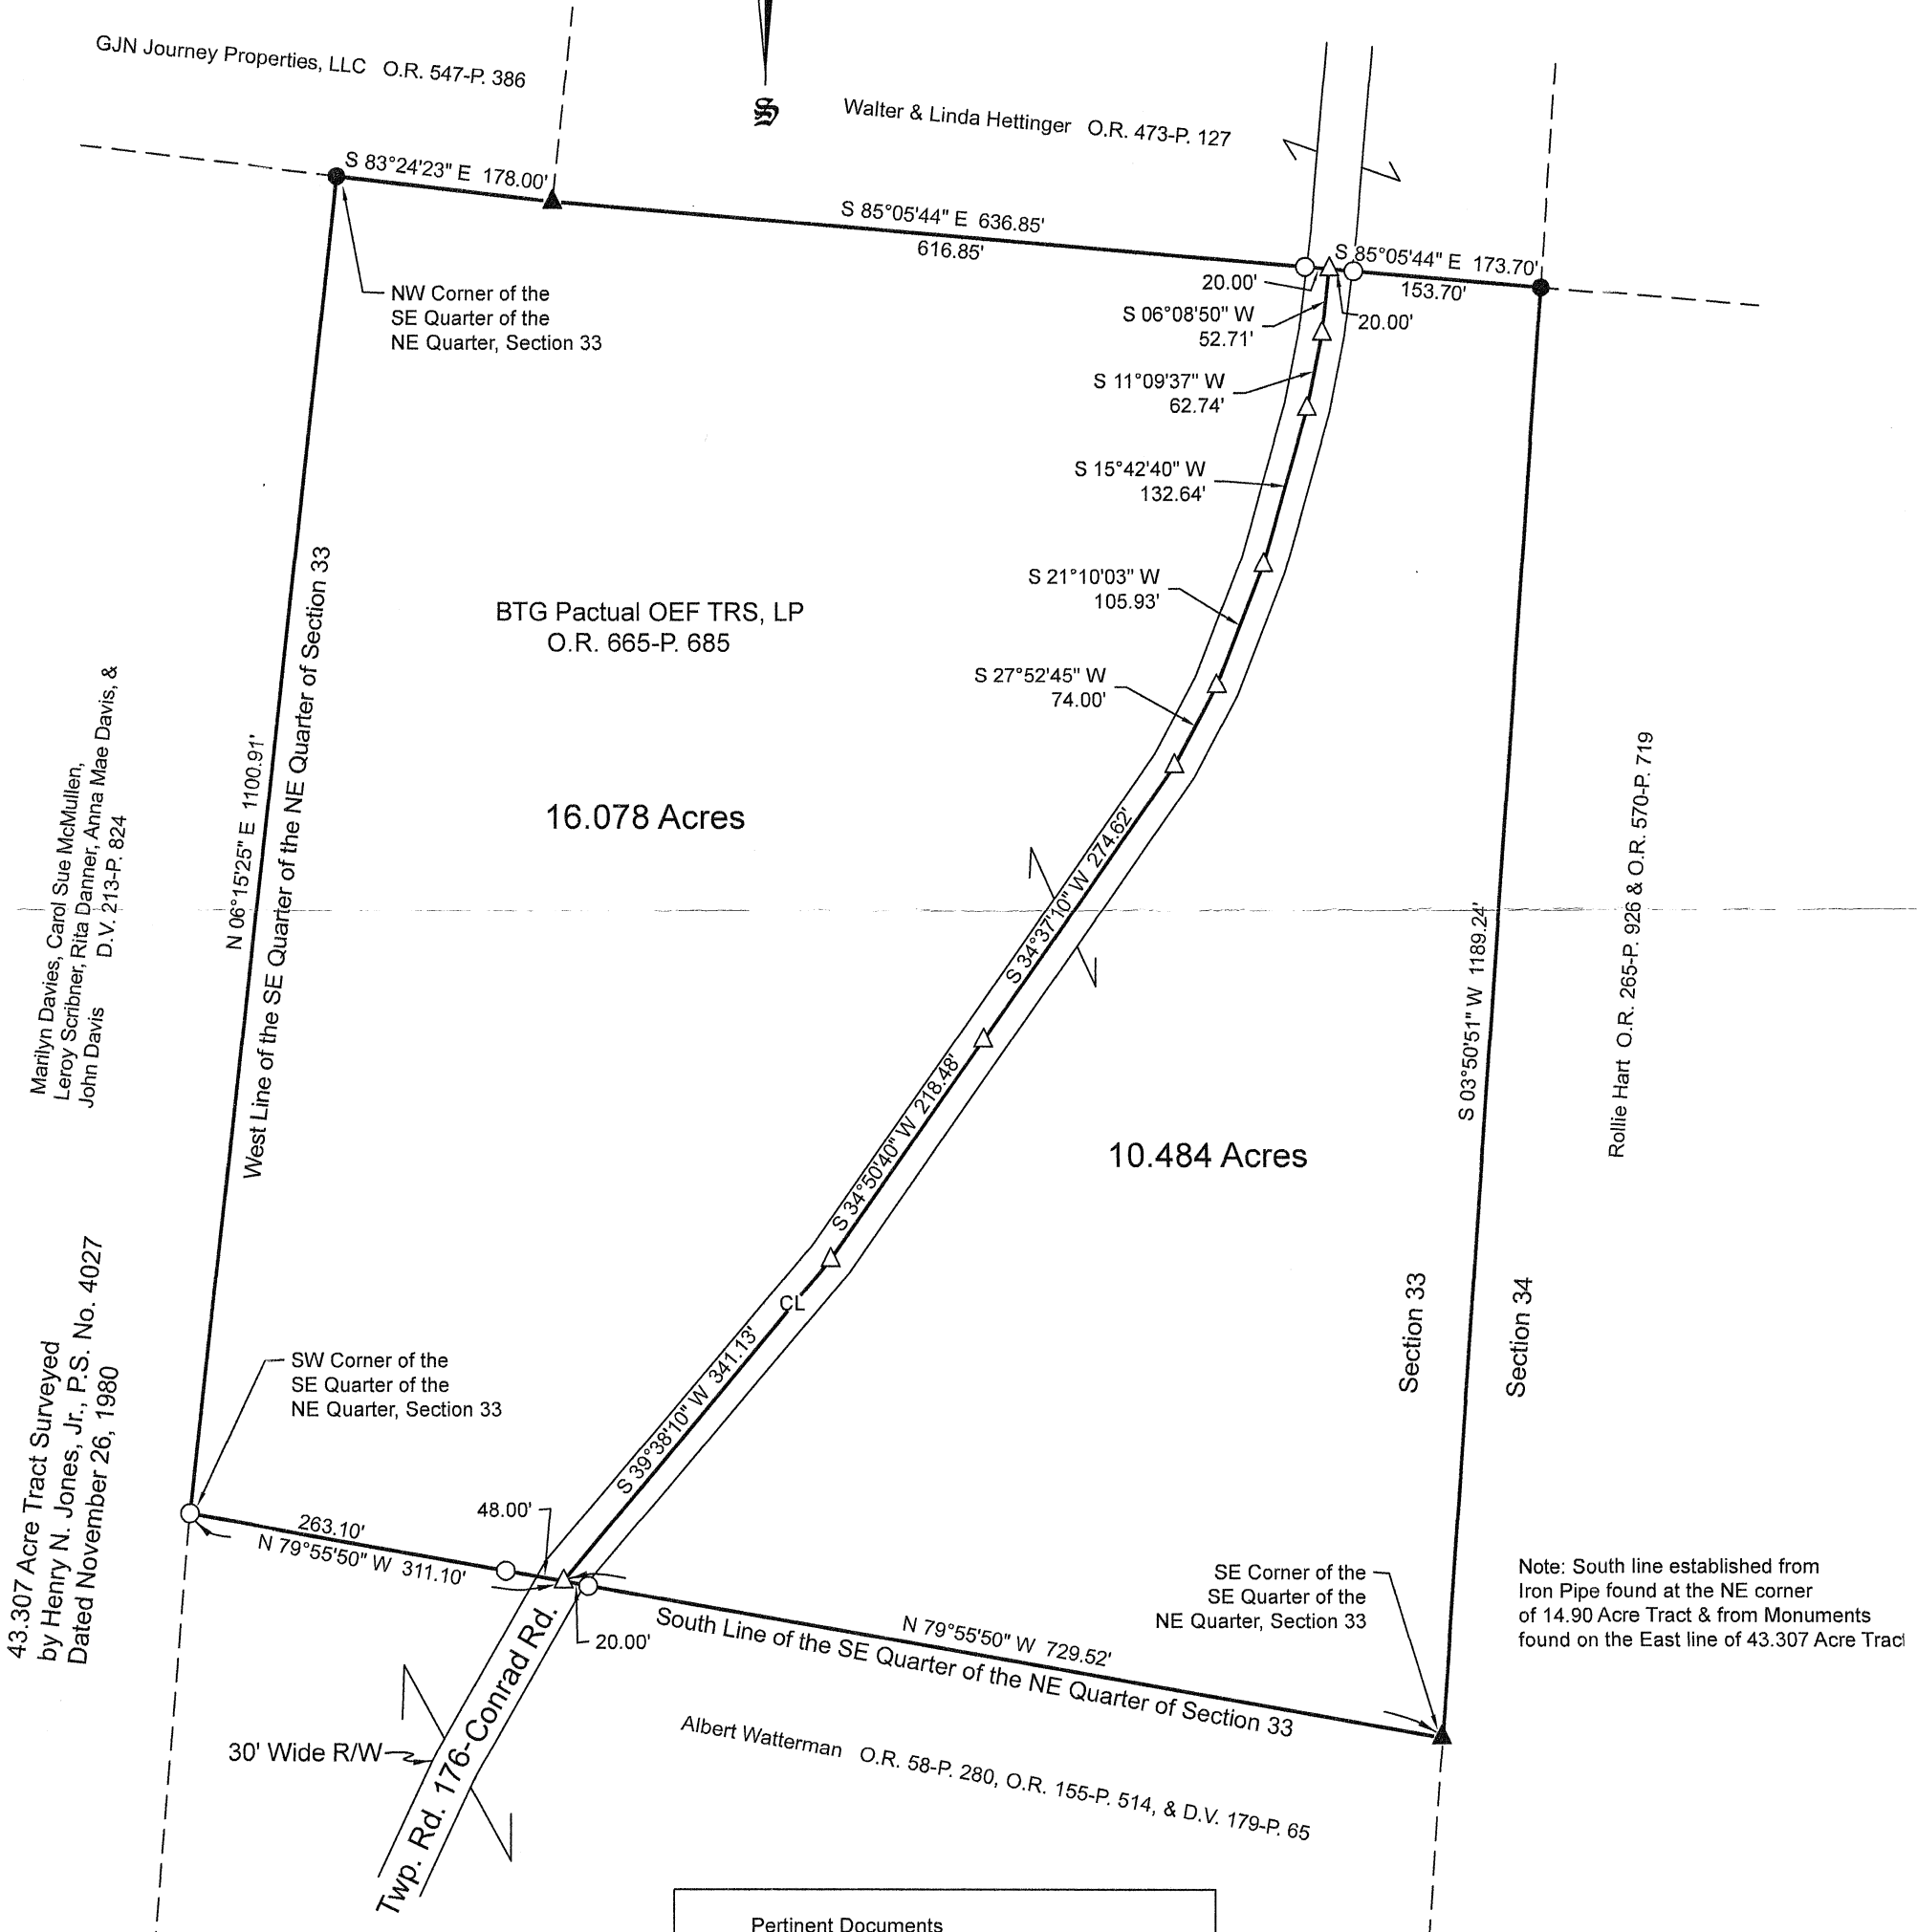 GJN Journey Properties, LLC O.R. 547-P. 386
S
Walter & Linda Hettinger O.R. 473-P. 127
S 83°24'23" E 178.00'
S 85°05'44" E 636.85'
616.85'
S 85°05'44" E 173.70'
153.70'
20.00'
20.00'
NW Corner of the
SE Quarter of the
NE Quarter, Section 33
S 06°08'50" W
52.71'
S 11°09'37" W
62.74'
S 15°42'40" W
132.64'
S 21°10'03" W
105.93'
S 27°52'45" W
74.00'
BTG Pactual OEF TRS, LP
O.R. 665-P. 685
16.078 Acres
N 06°15'25" E 1100.91'
West Line of the SE Quarter of the NE Quarter of Section 33
Marilyn Davies, Carol Sue McMullen,
Leroy Scribner, Rita Danner, Anna Mae Davis, &
John Davis D.V. 213-P. 824
S 34°37'10" W 274.62'
S 34°50'40" W 218.48'
CL
S 39°38'10" W 341.13'
10.484 Acres
S 03°50'51" W 1189.24'
Rollie Hart O.R. 265-P. 926 & O.R. 570-P. 719
Section 33
Section 34
43.307 Acre Tract Surveyed
by Henry N. Jones, Jr., P.S. No. 4027
Dated November 26, 1980
SW Corner of the
SE Quarter of the
NE Quarter, Section 33
48.00'
263.10'
N 79°55'50" W 311.10'
20.00'
N 79°55'50" W 729.52'
South Line of the SE Quarter of the NE Quarter of Section 33
SE Corner of the
SE Quarter of the
NE Quarter, Section 33
Note: South line established from
Iron Pipe found at the NE corner
of 14.90 Acre Tract & from Monuments
found on the East line of 43.307 Acre Tract
Albert Watterman O.R. 58-P. 280, O.R. 155-P. 514, & D.V. 179-P. 65
30' Wide R/W
Twp. Rd. 176-Conrad Rd.
Pertinent Documents